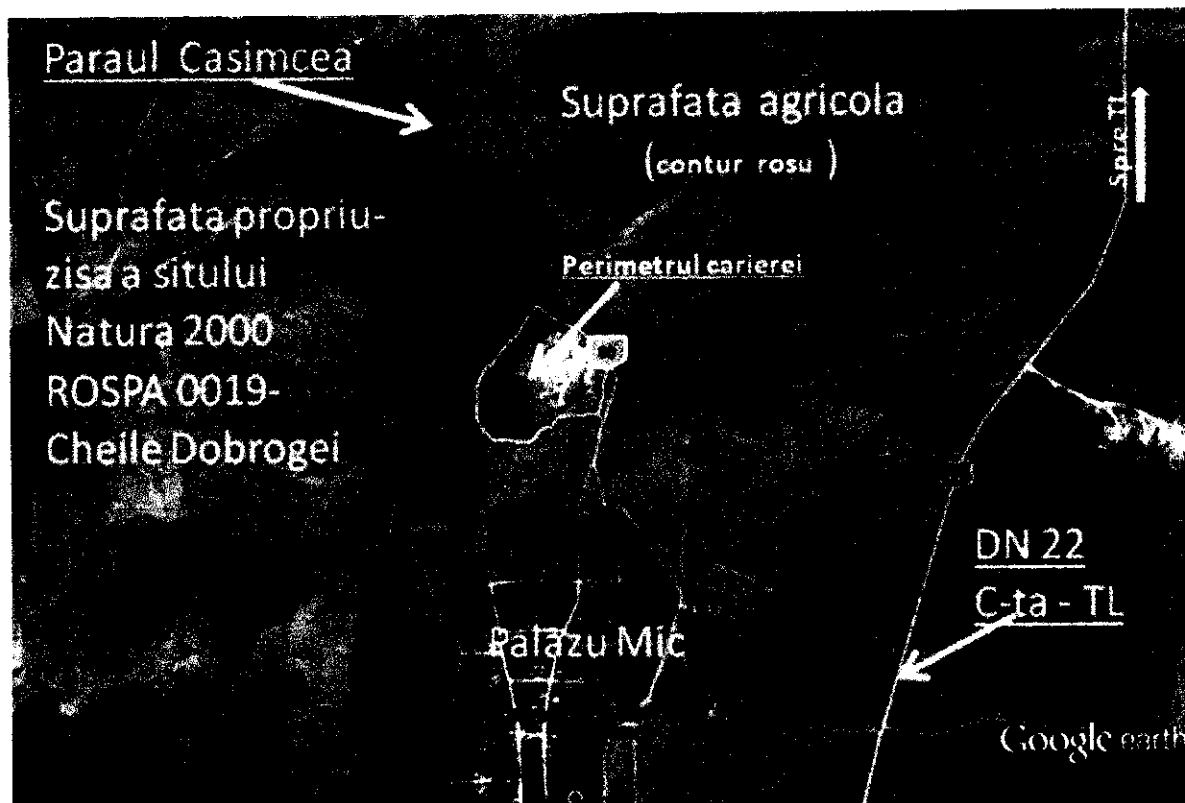 Paraul Casimcea
Suprafata agricola
(contur rosu )
Spre TL
Suprafata propriu-
zisa a sitului
Natura 2000
ROSPA 0019-
Cheile Dobrogei
Perimetrul carierei
DN 22
C-ta - TL
Palazu Mic
Google earth